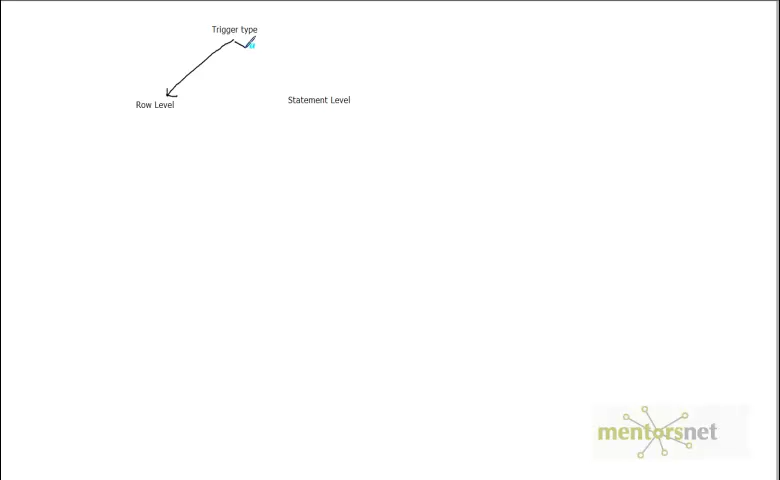 Trigger type
Row Level
Statement Level
mentorsnet